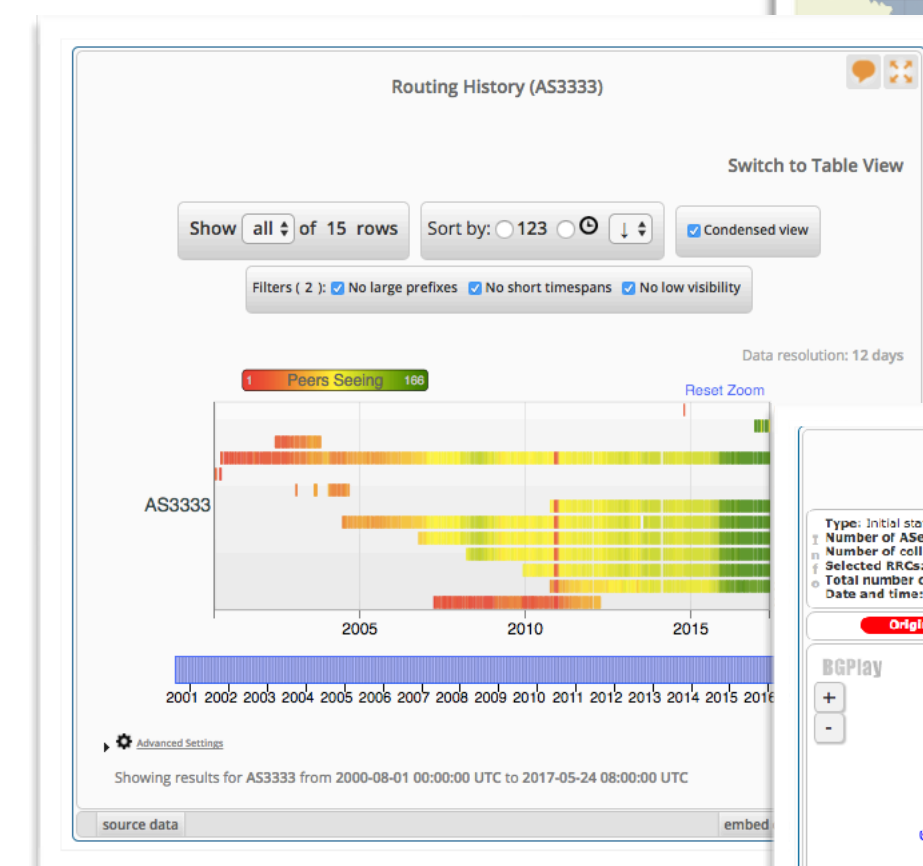 Routing History (AS3333)
Switch to Table View
Show all of 15 rows
Sort by: 123 ↓
Condensed view
Filters ( 2 ): No large prefixes No short timespans No low visibility
Data resolution: 12 days
1 Peers Seeing 166
Reset Zoom
AS3333
2005 2010 2015
2001 2002 2003 2004 2005 2006 2007 2008 2009 2010 2011 2012 2013 2014 2015 2016
Advanced Settings
Showing results for AS3333 from 2000-08-01 00:00:00 UTC to 2017-05-24 08:00:00 UTC
source data
embed
Type: Initial sta
Number of ASe
Number of coll
Selected RRCs:
Total number o
Date and time:
Origi
BGPlay
+
-